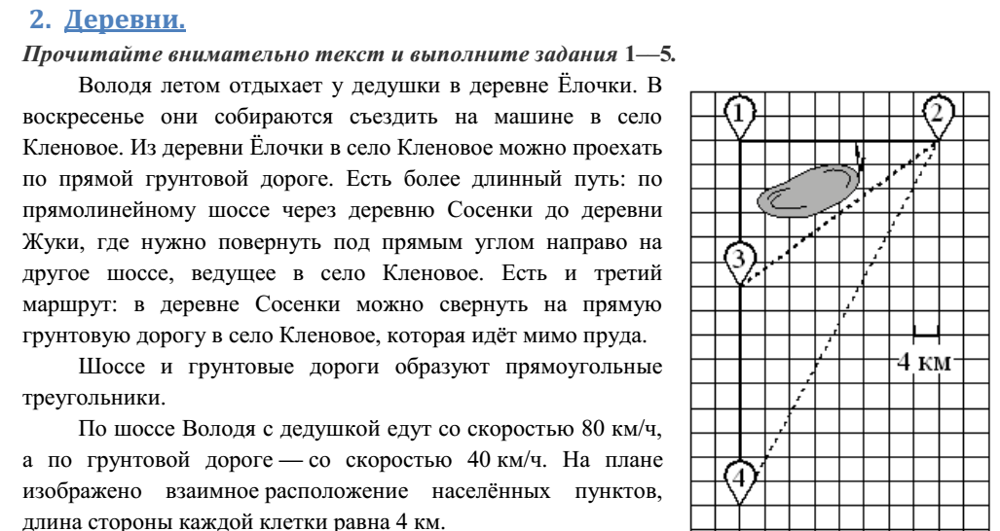 2. Деревни.
Прочитайте внимательно текст и выполните задания 1—5.
Володя летом отдыхает у дедушки в деревне Ёлочки. В
воскресенье они собираются съездить на машине в село
Кленовое. Из деревни Ёлочки в село Кленовое можно проехать
по прямой грунтовой дороге. Есть более длинный путь: по
прямолинейному шоссе через деревню Сосенки до деревни
Жуки, где нужно повернуть под прямым углом направо на
другое шоссе, ведущее в село Кленовое. Есть и третий
маршрут: в деревне Сосенки можно свернуть на прямую
грунтовую дорогу в село Кленовое, которая идёт мимо пруда.
Шоссе и грунтовые дороги образуют прямоугольные
треугольники.
По шоссе Володя с дедушкой едут со скоростью 80 км/ч,
а по грунтовой дороге — со скоростью 40 км/ч. На плане
изображено взаимное расположение населённых пунктов,
длина стороны каждой клетки равна 4 км.
1
2
3
4 км
4